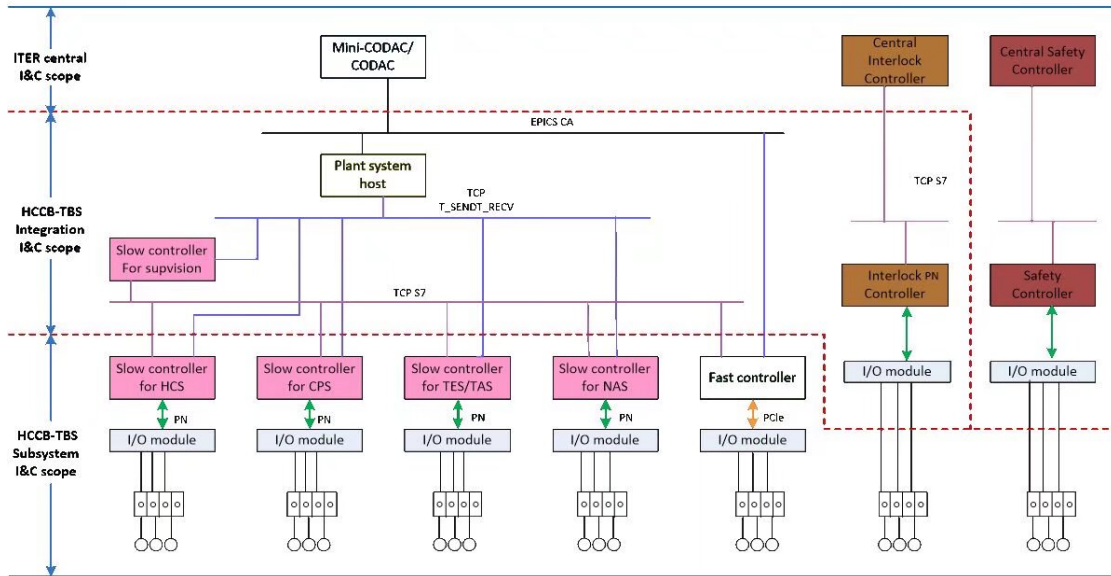 ITER central
I&C scope
Mini-CODAC/
CODAC
Central
Interlock
Controller
Central Safety
Controller
EPICS CA
Plant system
host
TCP
T_SENDT_RECV
TCP S7
HCCB-TBS
Integration
I&C scope
Slow controller
For supvision
TCP S7
Interlock PN
Controller
Safety
Controller
Slow controller
for HCS
Slow controller
for CPS
Slow controller
for TES/TAS
Slow controller
for NAS
Fast controller
I/O module
I/O module
PN
PN
PN
PN
PCIe
HCCB-TBS
Subsystem
I&C scope
I/O module
I/O module
I/O module
I/O module
I/O module